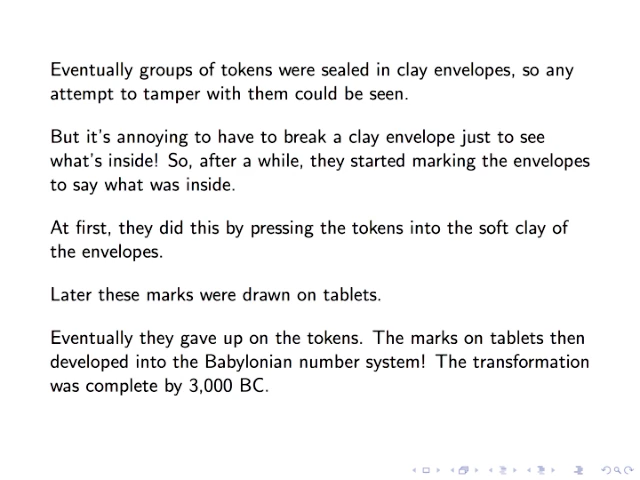 Eventually groups of tokens were sealed in clay envelopes, so any
attempt to tamper with them could be seen.
But it's annoying to have to break a clay envelope just to see
what's inside! So, after a while, they started marking the envelopes
to say what was inside.
At first, they did this by pressing the tokens into the soft clay of
the envelopes.
Later these marks were drawn on tablets.
Eventually they gave up on the tokens. The marks on tablets then
developed into the Babylonian number system! The transformation
was complete by 3,000 BC.